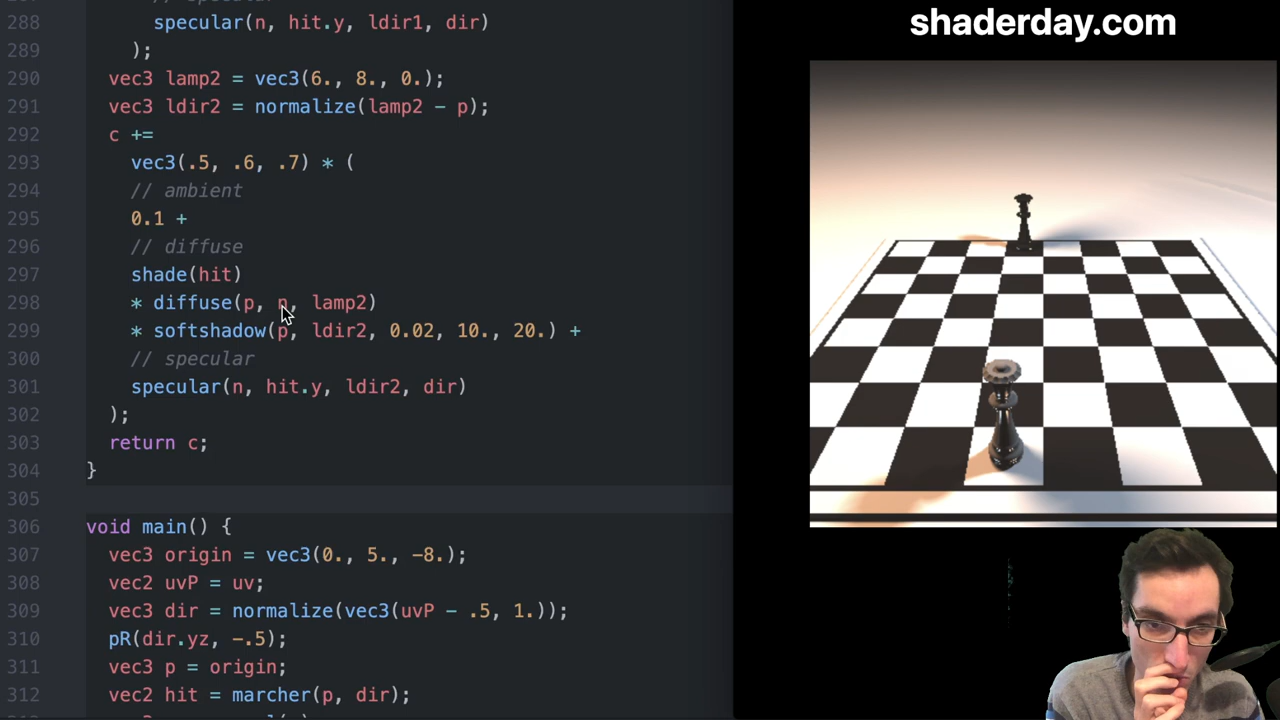 288 specular(n, hit.y, ldir1, dir)
289 );
290 vec3 lamp2 = vec3(6., 8., 0.);
291 vec3 ldir2 = normalize(lamp2 - p);
292 c +=
293 vec3(.5, .6, .7) * (
294 // ambient
295 0.1 +
296 // diffuse
297 shade(hit)
298 * diffuse(p, n, lamp2)
299 * softshadow(p, ldir2, 0.02, 10., 20.) +
300 // specular
301 specular(n, hit.y, ldir2, dir)
302 );
303 return c;
304 }
305
306 void main() {
307 vec3 origin = vec3(0., 5., -8.);
308 vec2 uvP = uv;
309 vec3 dir = normalize(vec3(uvP - .5, 1.));
310 pR(dir.yz, -.5);
311 vec3 p = origin;
312 vec2 hit = marcher(p, dir);
shaderday.com